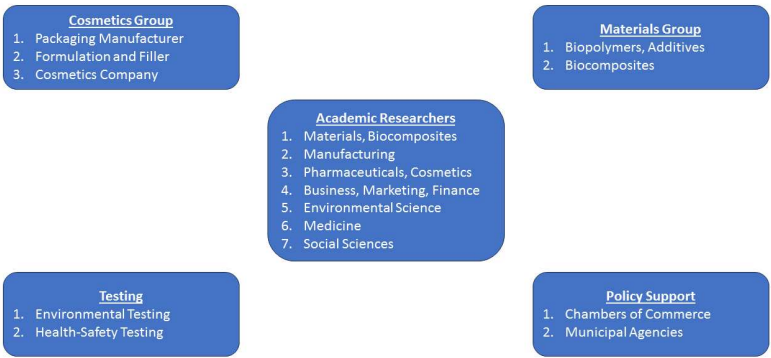 Cosmetics Group
1. Packaging Manufacturer
2. Formulation and Filler
3. Cosmetics Company
Materials Group
1. Biopolymers, Additives
2. Biocomposites
Academic Researchers
1. Materials, Biocomposites
2. Manufacturing
3. Pharmaceuticals, Cosmetics
4. Business, Marketing, Finance
5. Environmental Science
6. Medicine
7. Social Sciences
Testing
1. Environmental Testing
2. Health-Safety Testing
Policy Support
1. Chambers of Commerce
2. Municipal Agencies